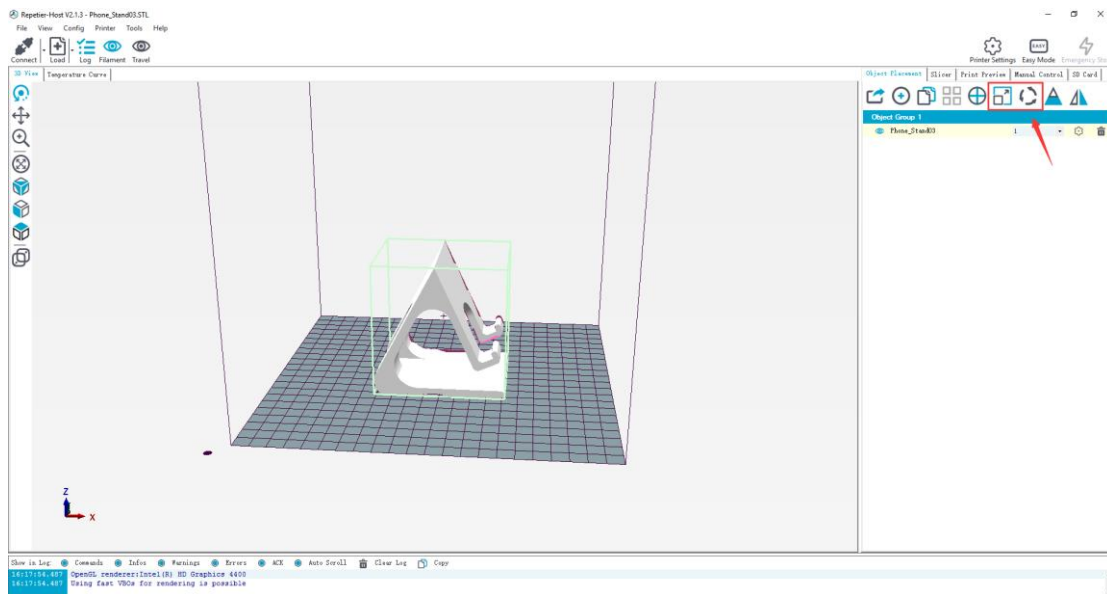 Repetier-Host V2.1.3 - Phone_Stand03.STL
File View Config Printer Tools Help
Connect Load Log Filament Travel Printer Settings Easy Mode Emergency Sto
EASY
3D View Temperature Curve Object Placement Slicer Print Preview Manual Control SD Card
Object Group 1
Phone_Stand03 1
Z
X
Show in Log: Commands Infos Warnings Errors ACK Auto Scroll Clear Log Copy
16:17:54.487 OpenGL renderer:Intel(R) HD Graphics 4400
16:17:54.487 Using fast VBOs for rendering is possible